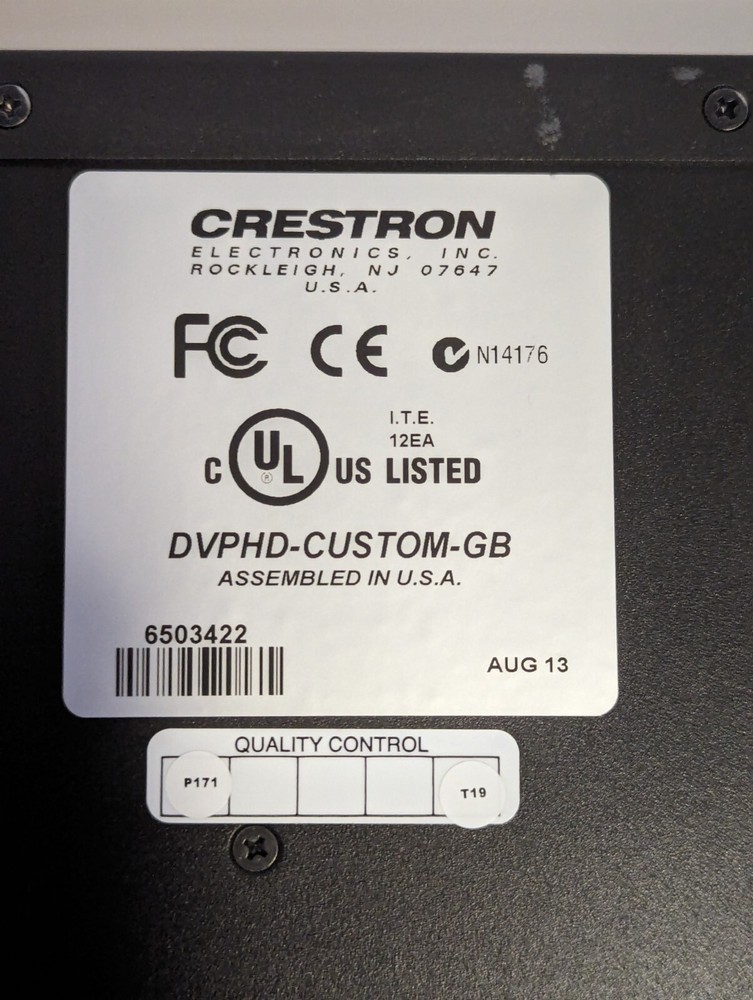 CRESTRON
ELECTRONICS, INC.
ROCKLEIGH, NJ 07647
U.S.A.
FC CE N14176
I.T.E.
12EA
C UL® US LISTED
DVPHD-CUSTOM-GB
ASSEMBLED IN U.S.A.
6503422
AUG 13
QUALITY CONTROL
P171 T19